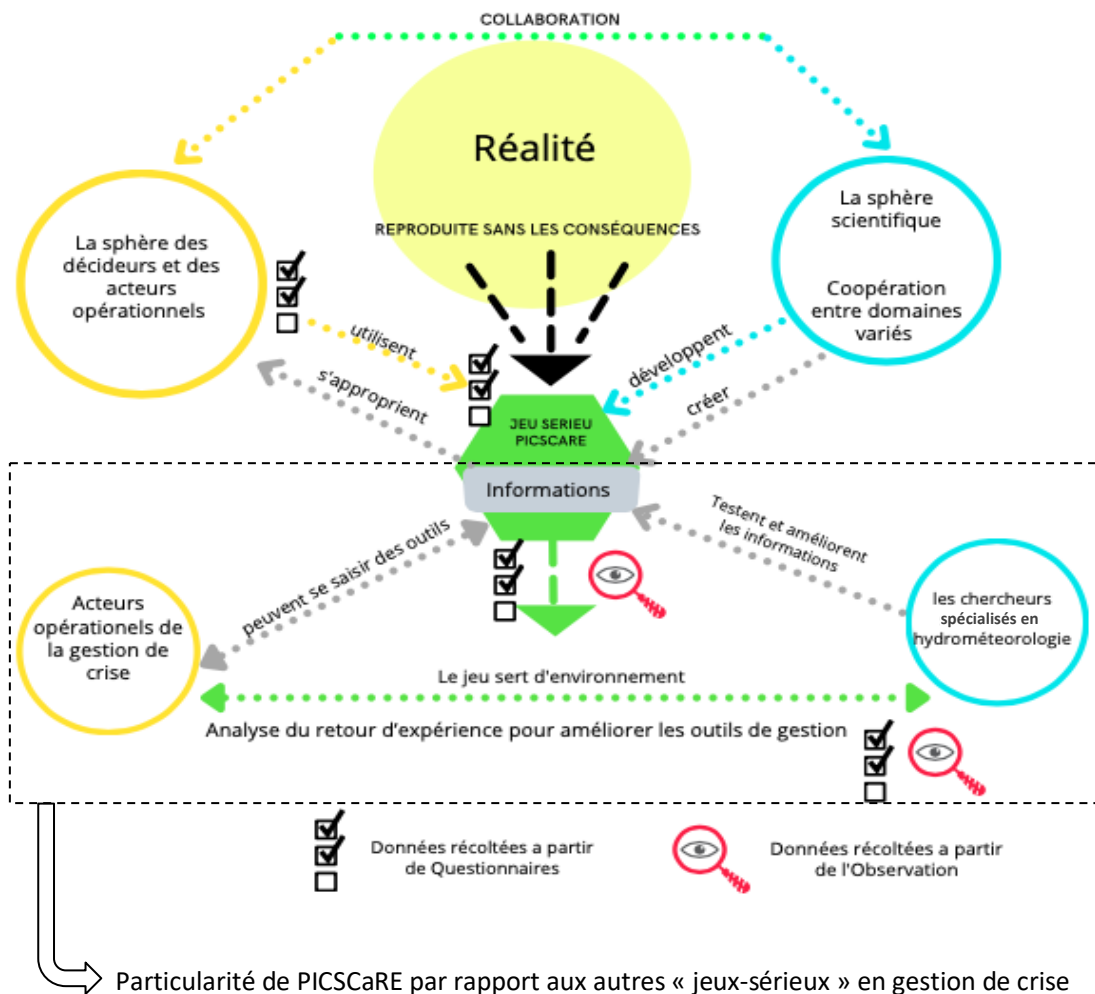 COLLABORATION
Réalité
REPRODUITE SANS LES CONSÉQUENCES
La sphère des
décideurs et des
acteurs
opérationnels
La sphère
scientifique
Coopération
entre domaines
variés
utilisent
s'approprient
développent
créer
JEU SERIEU
PICSCARE
Informations
peuvent se saisir des outils
Testent et améliorent
les informations
Acteurs
opérationels de
la gestion de
crise
les chercheurs
spécialisés en
hydrométeorologie
Le jeu sert d'environnement
Analyse du retour d'expérience pour améliorer les outils de gestion
Données récoltées a partir
de Questionnaires
Données récoltées a partir
de l'Observation
Particularité de PICSCaRE par rapport aux autres « jeux-sérieux » en gestion de crise